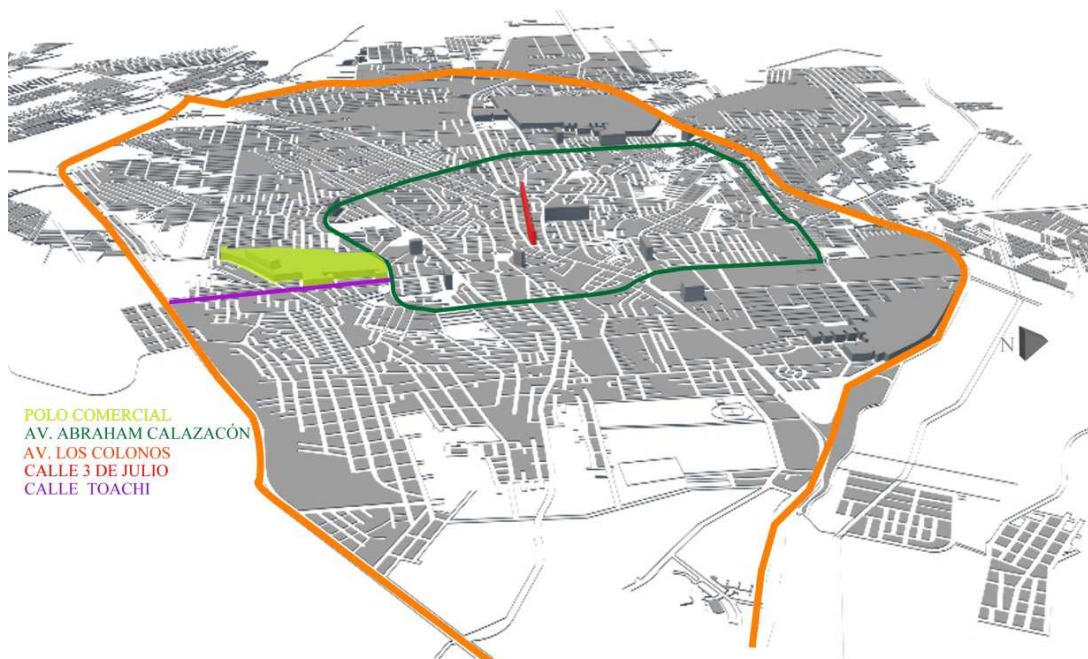 N
POLO COMERCIAL
AV. ABRAHAM CALAZACÓN
AV. LOS COLONOS
CALLE 3 DE JULIO
CALLE TOACHI